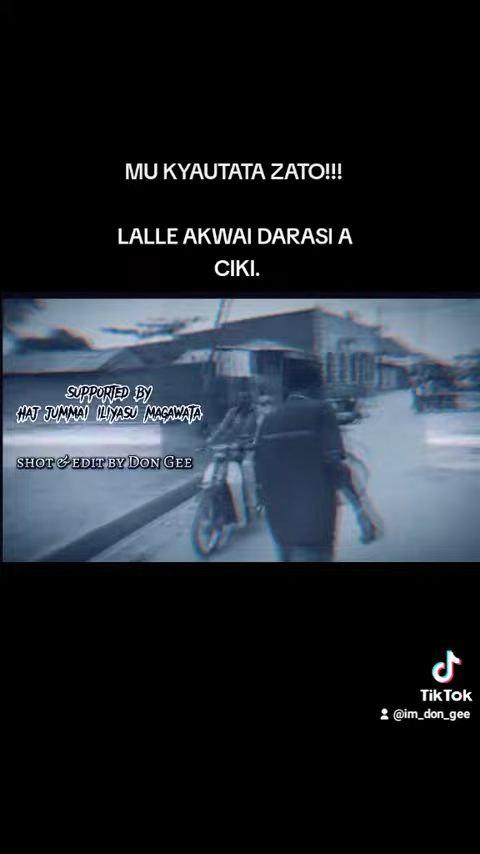 MU KYAUTATA ZATO!!!
LALLE AKWAI DARASI A
CIKI.
SUPPORTED BY
HAJ JUMMAI ILIYASU MAGAWATA
SHOT & EDIT BY DON GEE
TikTok
@im_don_gee